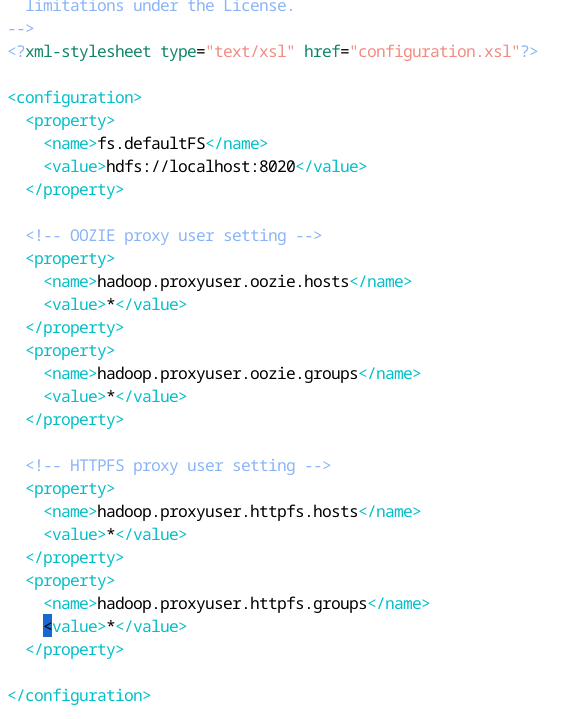 limitations under the License.
-->
<?xml-stylesheet type="text/xsl" href="configuration.xsl"?>
<configuration>
<property>
<name>fs.defaultFS</name>
<value>hdfs://localhost:8020</value>
</property>
<!-- OOZIE proxy user setting -->
<property>
<name>hadoop.proxyuser.oozie.hosts</name>
<value>*</value>
</property>
<property>
<name>hadoop.proxyuser.oozie.groups</name>
<value>*</value>
</property>
<!-- HTTPFS proxy user setting -->
<property>
<name>hadoop.proxyuser.httpfs.hosts</name>
<value>*</value>
</property>
<property>
<name>hadoop.proxyuser.httpfs.groups</name>
<value>*</value>
</property>
</configuration>